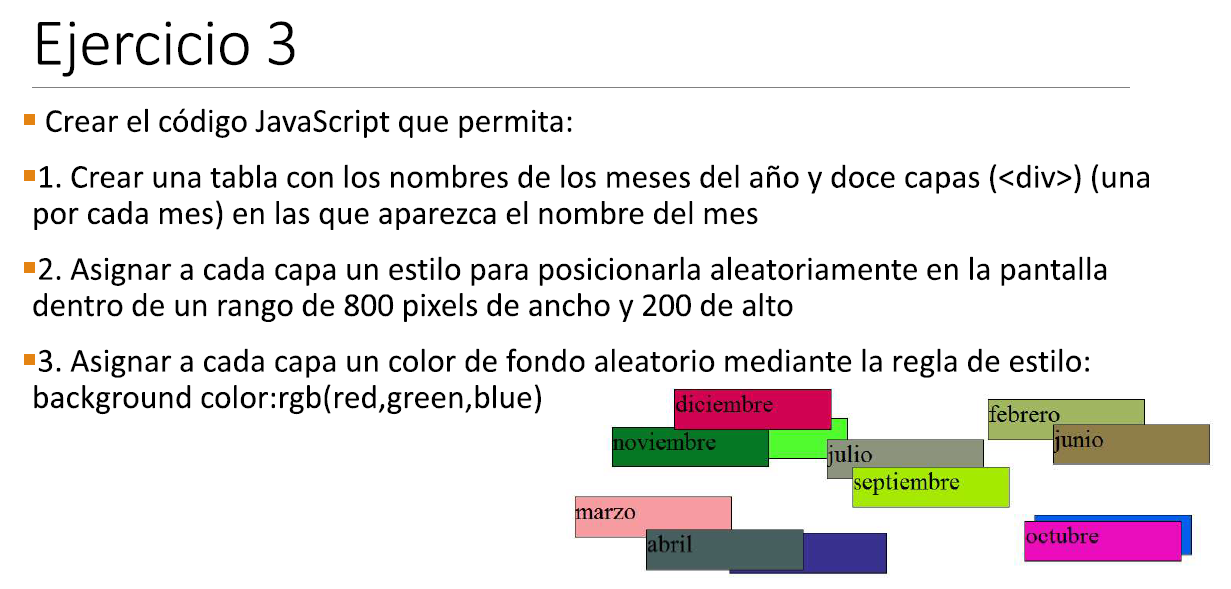 Ejercicio 3
Crear el código JavaScript que permita:
1. Crear una tabla con los nombres de los meses del año y doce capas (<div>) (una
por cada mes) en las que aparezca el nombre del mes
2. Asignar a cada capa un estilo para posicionarla aleatoriamente en la pantalla
dentro de un rango de 800 pixels de ancho y 200 de alto
3. Asignar a cada capa un color de fondo aleatorio mediante la regla de estilo:
background color:rgb(red,green,blue)
diciembre
febrero
noviembre
junio
julio
septiembre
marzo
octubre
abril